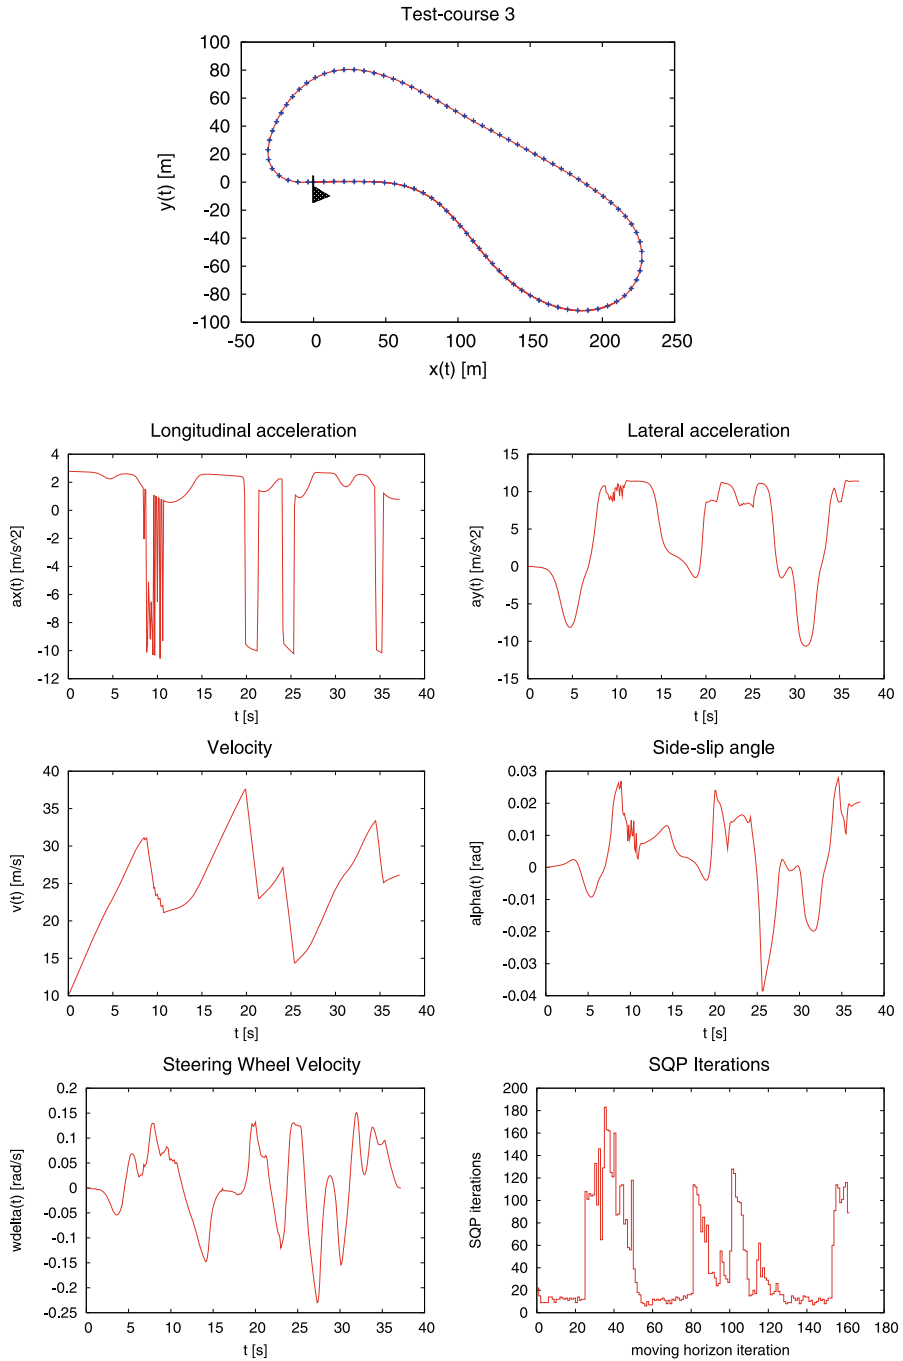 Test-course 3
100
80
60
40
20
0
-20
-40
-60
-80
-100
y(t) [m]
-50 0 50 100 150 200 250
x(t) [m]
Longitudinal acceleration
4
2
0
-2
-4
-6
-8
-10
-12
ax(t) [m/s^2]
0 5 10 15 20 25 30 35 40
t [s]
Lateral acceleration
15
10
5
0
-5
-10
-15
ay(t) [m/s^2]
0 5 10 15 20 25 30 35 40
t [s]
Velocity
40
35
30
25
20
15
10
v(t) [m/s]
0 5 10 15 20 25 30 35 40
t [s]
Side-slip angle
0.03
0.02
0.01
0
-0.01
-0.02
-0.03
-0.04
alpha(t) [rad]
0 5 10 15 20 25 30 35 40
t [s]
Steering Wheel Velocity
0.2
0.15
0.1
0.05
0
-0.05
-0.1
-0.15
-0.2
-0.25
wdelta(t) [rad/s]
0 5 10 15 20 25 30 35 40
t [s]
SQP Iterations
200
180
160
140
120
100
80
60
40
20
0
SQP iterations
0 20 40 60 80 100 120 140 160 180
moving horizon iteration